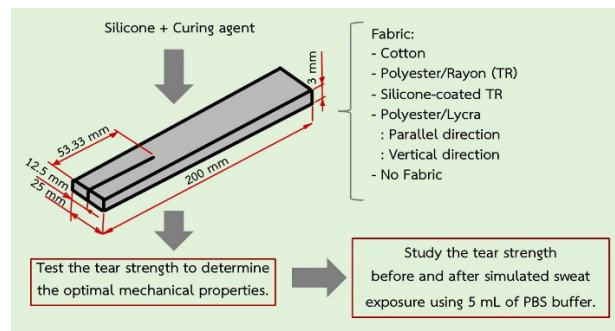 Silicone + Curing agent
53.33 mm
12.5 mm
25 mm
200 mm
3 mm
Fabric:
- Cotton
- Polyester/Rayon (TR)
- Silicone-coated TR
- Polyester/Lycra
: Parallel direction
: Vertical direction
- No Fabric
Test the tear strength to determine
the optimal mechanical properties.
Study the tear strength
before and after simulated sweat
exposure using 5 mL of PBS buffer.